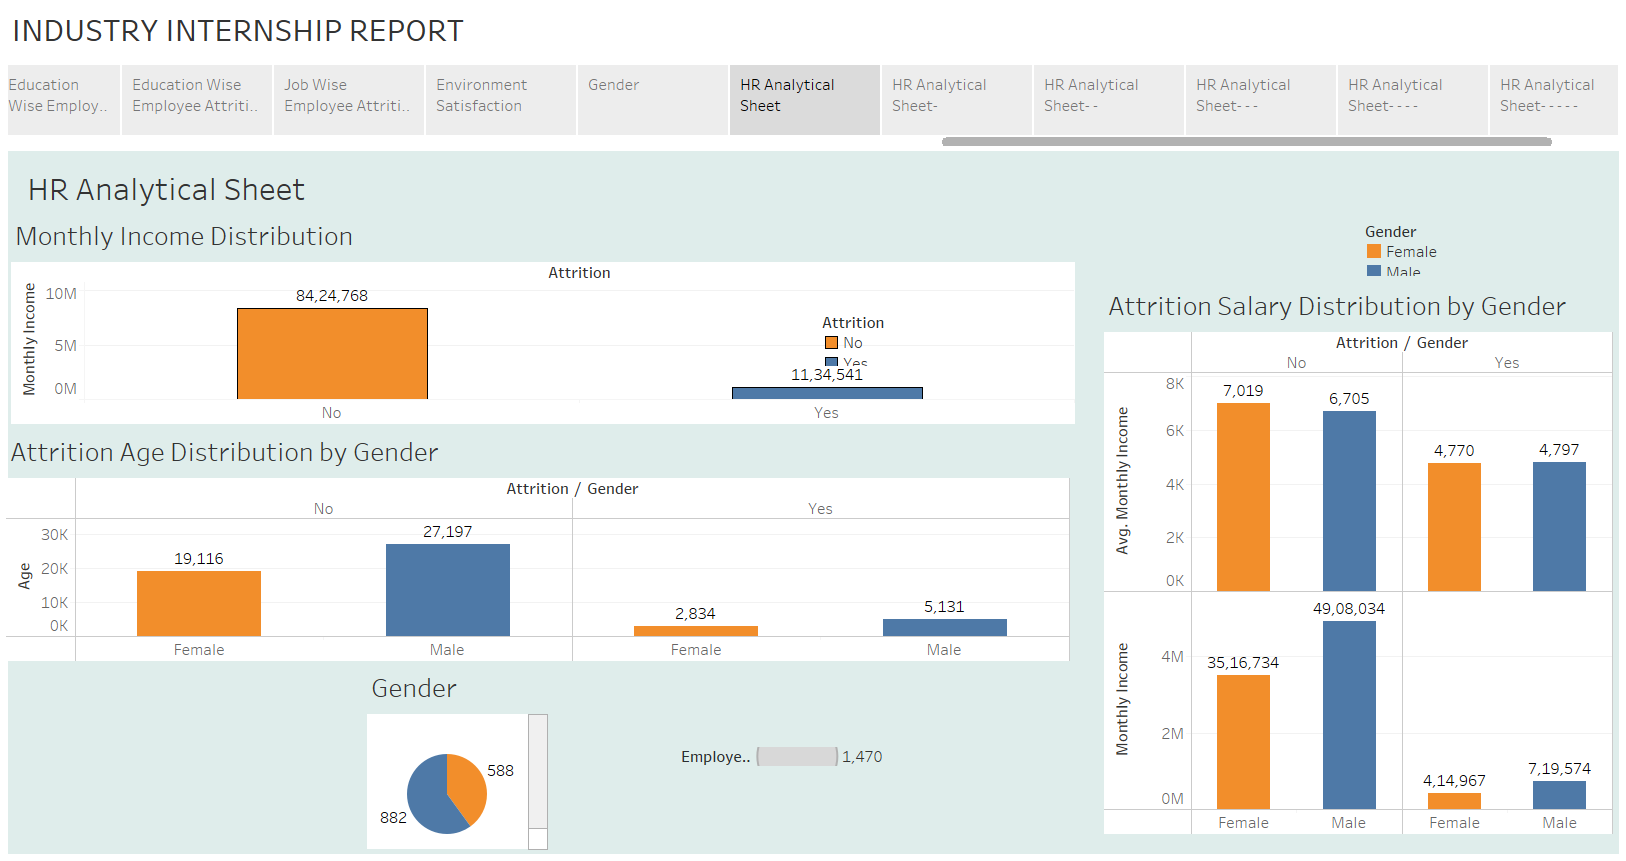 INDUSTRY INTERNSHIP REPORT
Education
Wise Employ..
Education Wise
Employee Attriti..
Job Wise
Employee Attriti..
Environment
Satisfaction
Gender
HR Analytical
Sheet
HR Analytical
Sheet-
HR Analytical
Sheet- -
HR Analytical
Sheet- - -
HR Analytical
Sheet- - - -
HR Analytical
Sheet- - - - -
HR Analytical Sheet
Monthly Income Distribution
Attrition
Monthly Income
10M
5M
0M
84,24,768
11,34,541
No
Yes
Attrition
No
Yes
Attrition Age Distribution by Gender
Attrition / Gender
No
Yes
Age
30K
20K
10K
0K
19,116
27,197
2,834
5,131
Female
Male
Female
Male
Gender
588
882
Employe..
1,470
Gender
Female
Male
Attrition Salary Distribution by Gender
Attrition / Gender
No
Yes
Avg. Monthly Income
8K
6K
4K
2K
0K
7,019
6,705
4,770
4,797
Monthly Income
4M
2M
0M
35,16,734
49,08,034
4,14,967
7,19,574
Female
Male
Female
Male